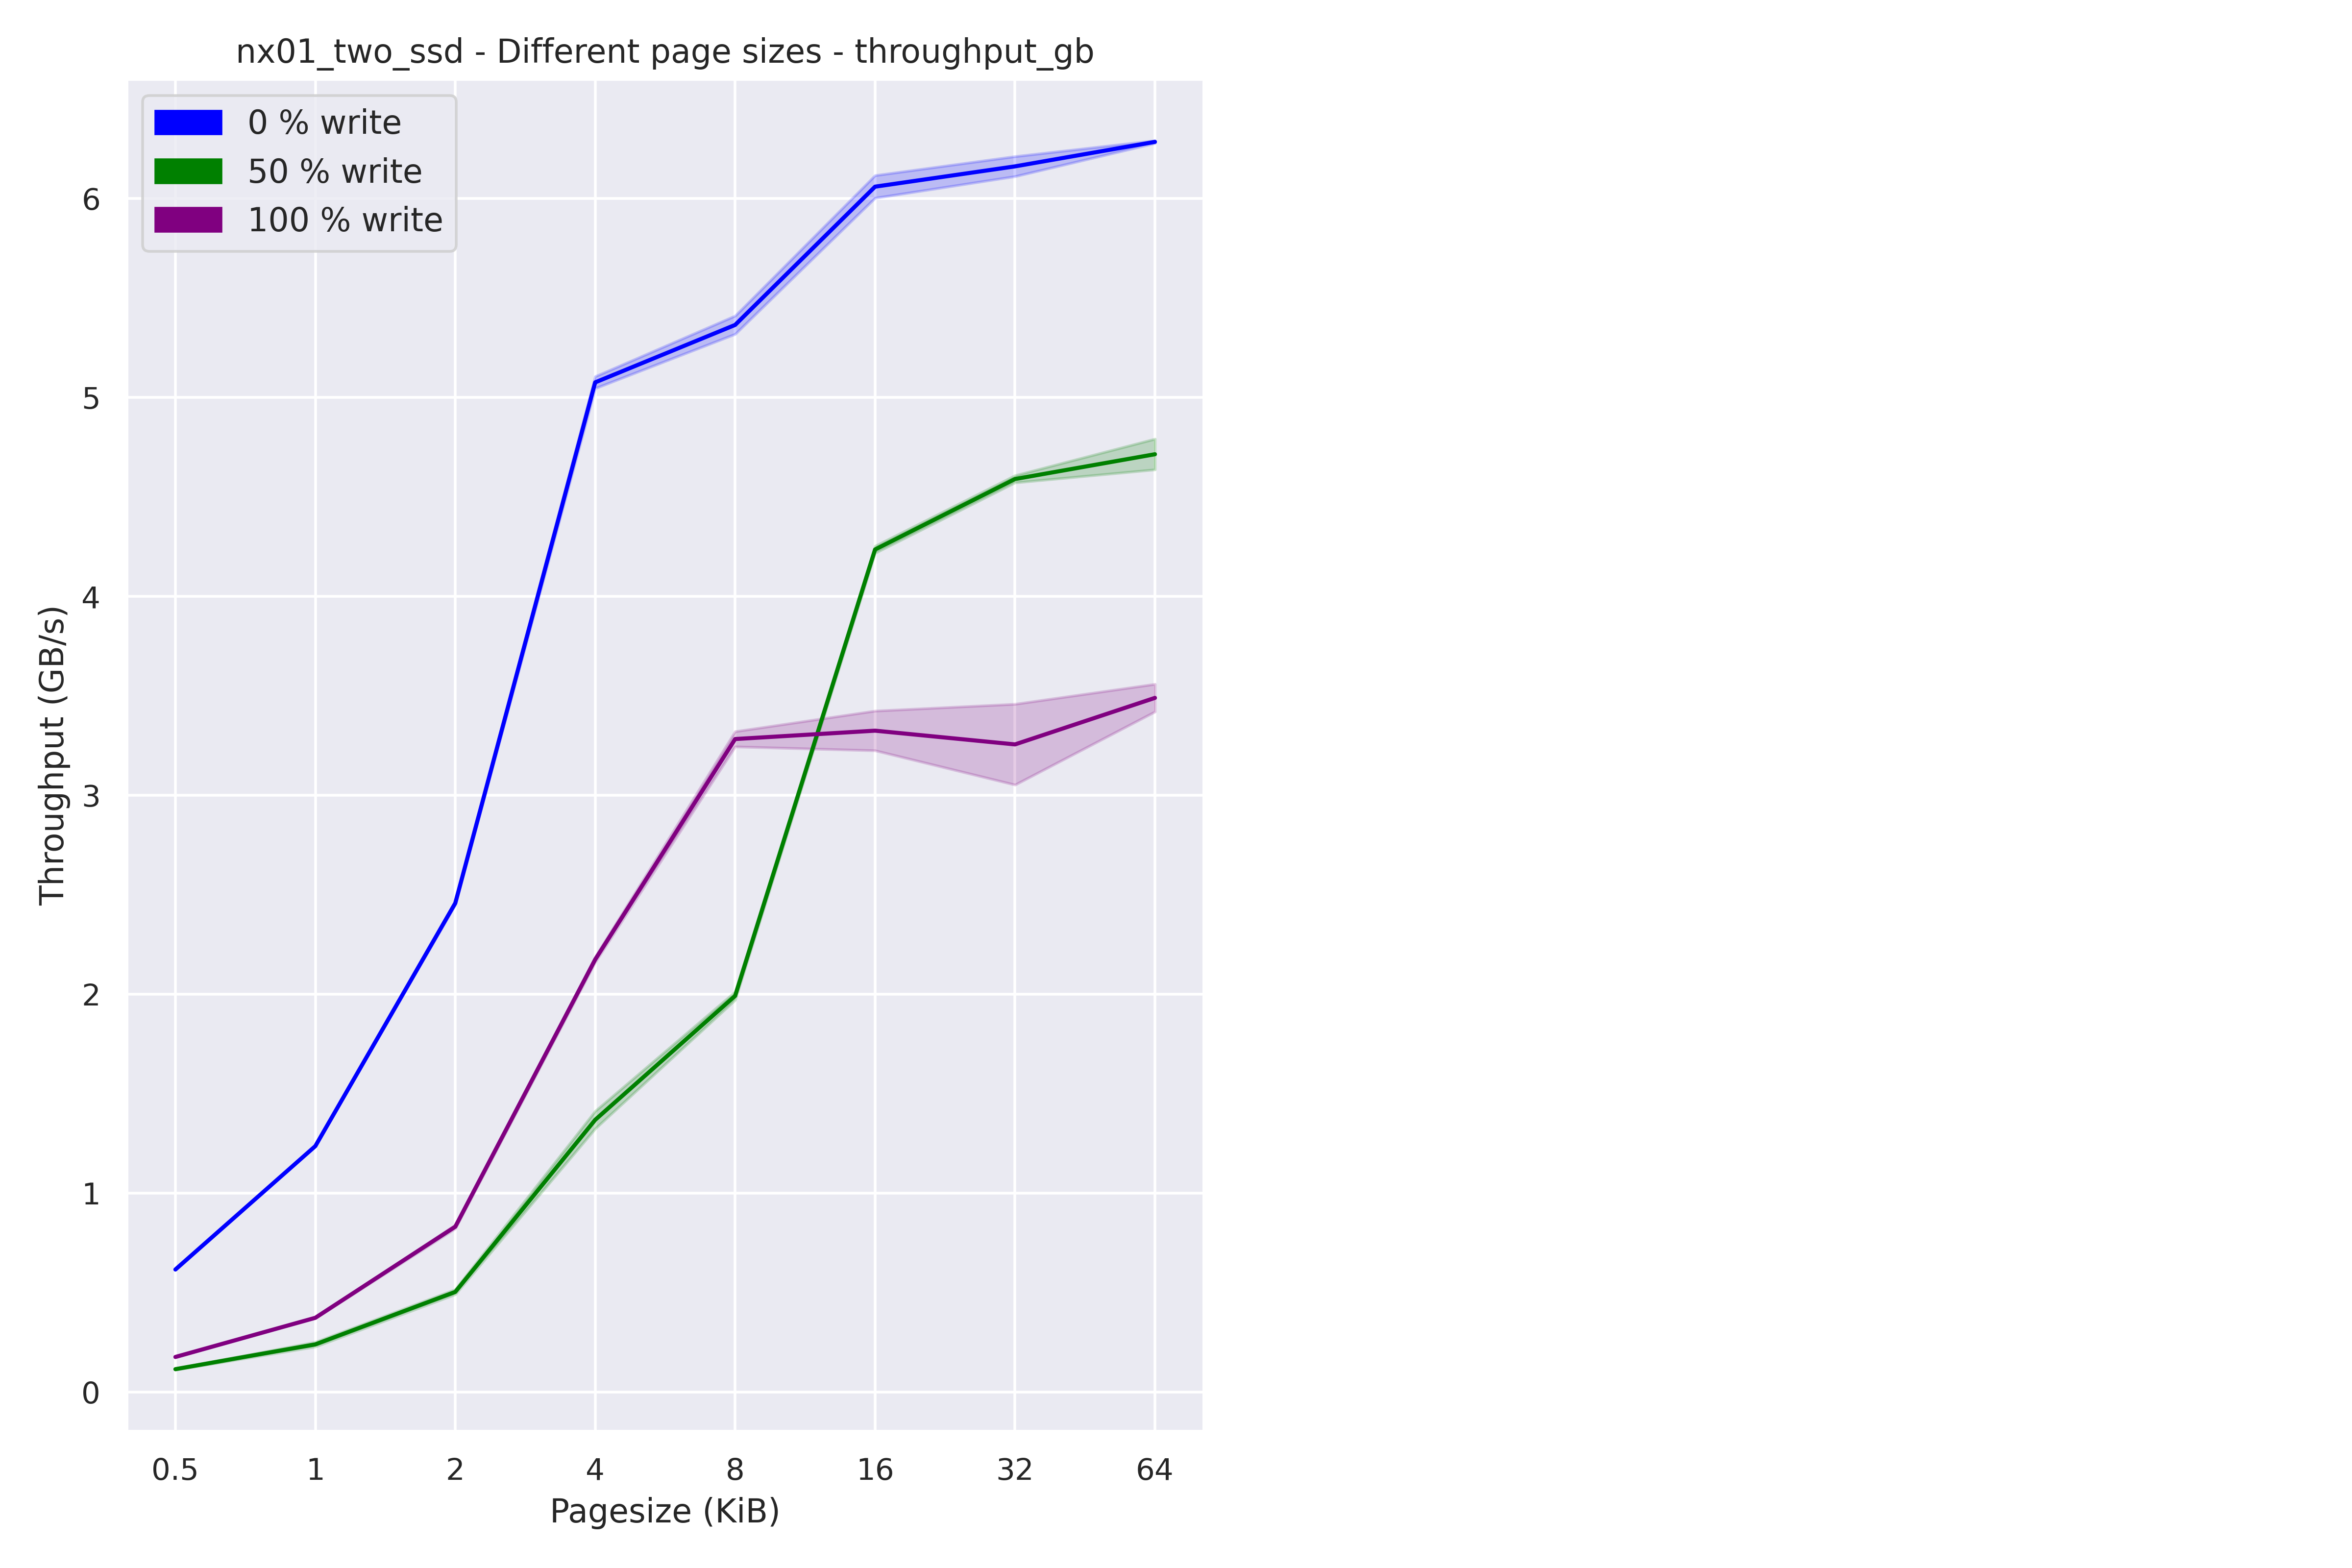 nx01_two_ssd - Different page sizes - throughput_gb
0 % write
50 % write
100 % write
6
5
4
3
2
1
0
Throughput (GB/s)
0.5 1 2 4 8 16 32 64
Pagesize (KiB)